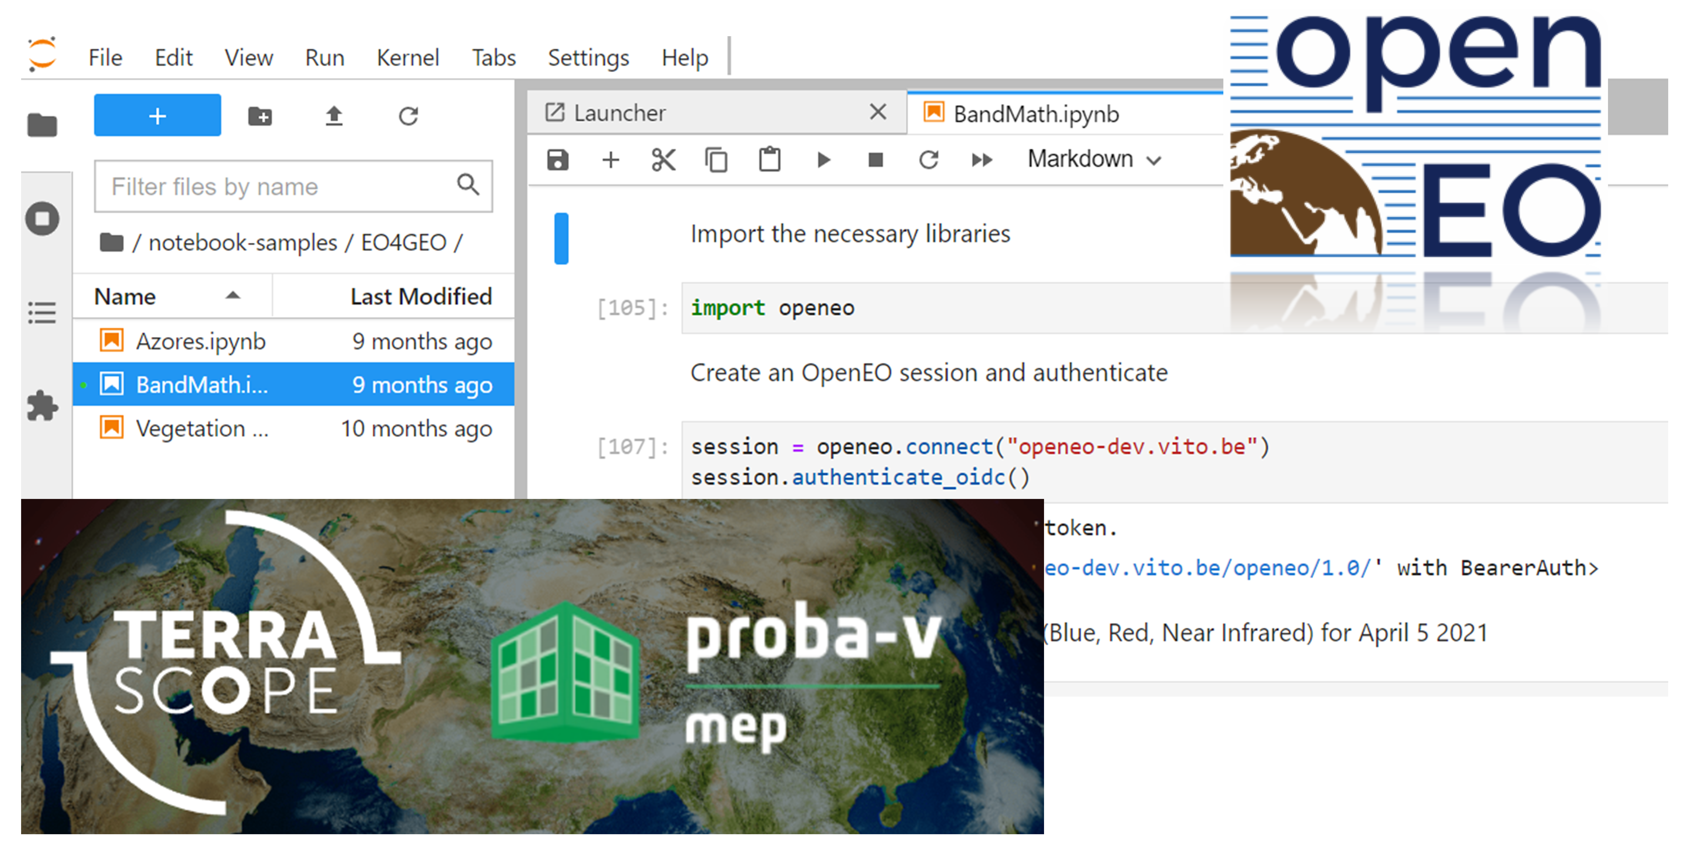 File Edit View Run Kernel Tabs Settings Help
open
EO
Filter files by name
/ notebook-samples / EO4GEO /
Name Last Modified
Azores.ipynb 9 months ago
BandMath.i... 9 months ago
Vegetation ... 10 months ago
Launcher
BandMath.ipynb
Markdown
Import the necessary libraries
[105]: import openeo
Create an OpenEO session and authenticate
[107]: session = openeo.connect("openeo-dev.vito.be")
session.authenticate_oidc()
token.
eo-dev.vito.be/openeo/1.0/' with BearerAuth>
(Blue, Red, Near Infrared) for April 5 2021
TERRA
SCOPE
proba-v
mep